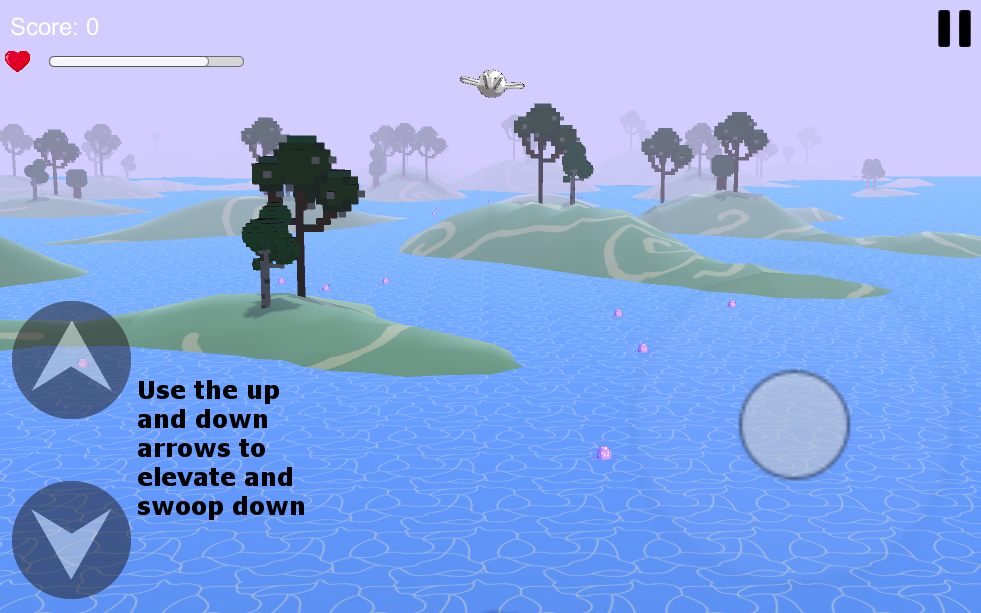 Score: 0
Use the up
and down
arrows to
elevate and
swoop down